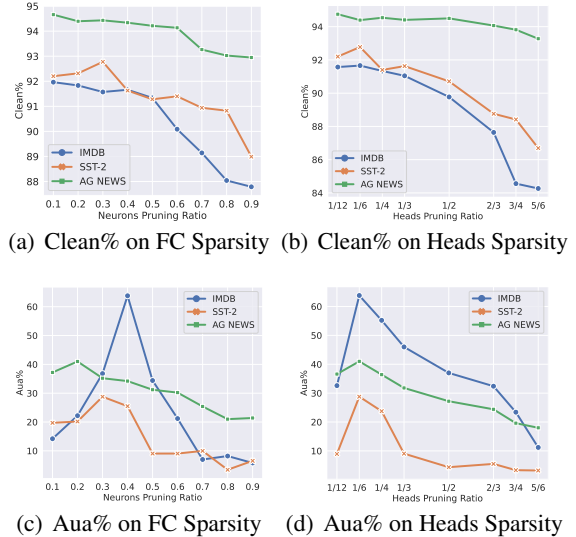 95
94
93
92
91
90
89
88
Clean%
IMDB
SST-2
AG NEWS
0.1 0.2 0.3 0.4 0.5 0.6 0.7 0.8 0.9
Neurons Pruning Ratio
(a) Clean% on FC Sparsity
94
92
90
88
86
84
Clean%
IMDB
SST-2
AG NEWS
1/12 1/6 1/4 1/3 1/2 2/3 3/4 5/6
Heads Pruning Ratio
(b) Clean% on Heads Sparsity
60
50
40
30
20
10
Aua%
IMDB
SST-2
AG NEWS
0.1 0.2 0.3 0.4 0.5 0.6 0.7 0.8 0.9
Neurons Pruning Ratio
(c) Aua% on FC Sparsity
60
50
40
30
20
10
Aua%
IMDB
SST-2
AG NEWS
1/12 1/6 1/4 1/3 1/2 2/3 3/4 5/6
Heads Pruning Ratio
(d) Aua% on Heads Sparsity